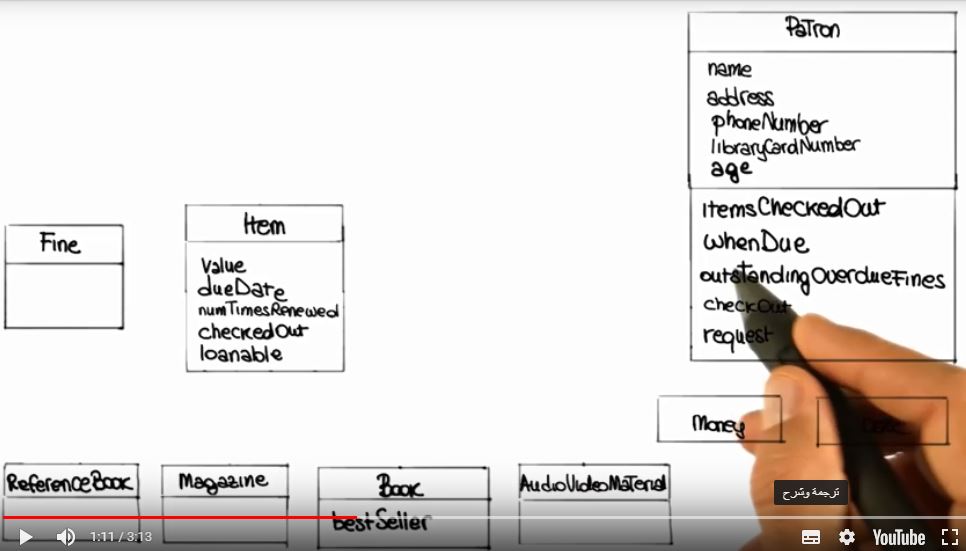 Patron
name
address
phoneNumber
libraryCardNumber
age
itemsCheckedOut
whenDue
outstandingOverdueFines
checkOut
request
Fine
Item
value
dueDate
numTimesRenewed
checkedOut
loanable
Money
ReferenceBook
Magazine
Book
bestSeller
AudioVideoMaterial
ترجمة وشرح
1:11 / 3:13
YouTube